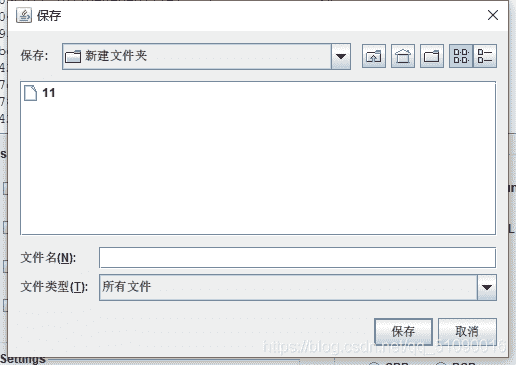 保存
保存: 新建文件夹
11
文件名(N):
文件类型(T): 所有文件
保存 取消
https://blog.csdn.net/qq_51090016
Settings